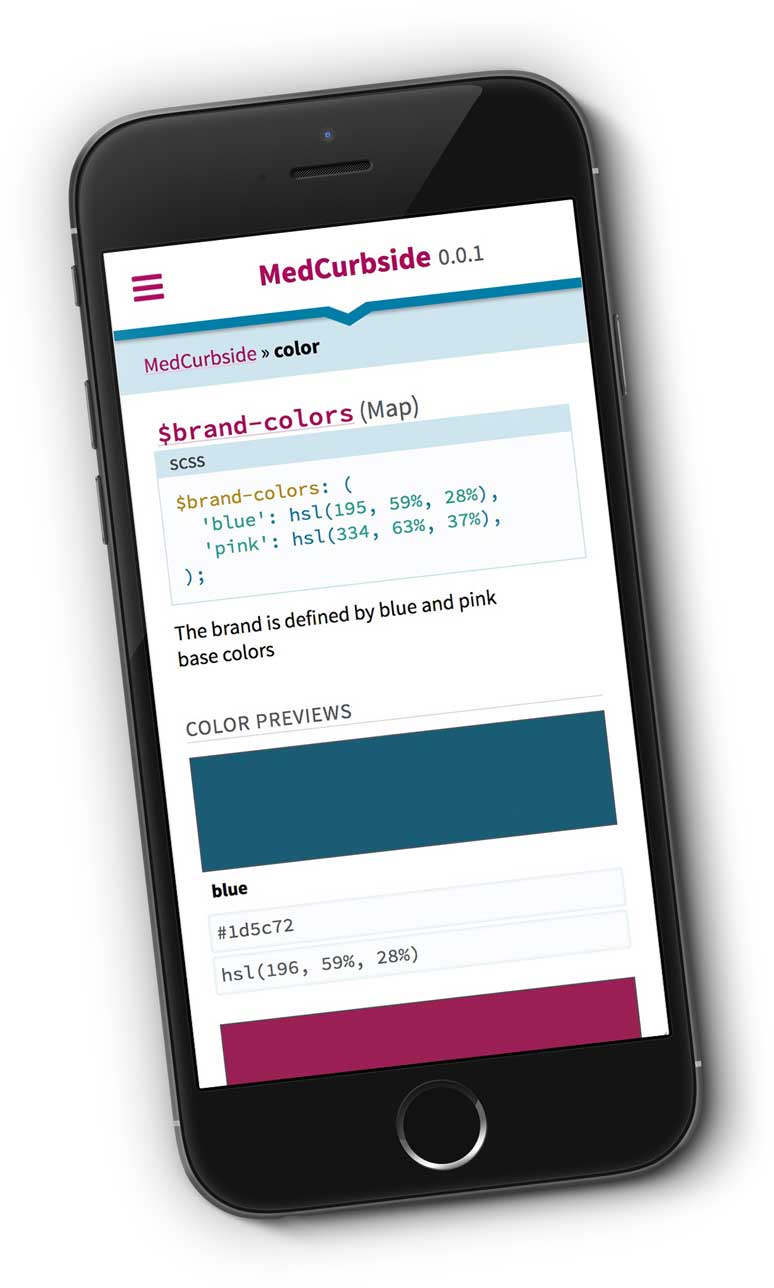 MedCurbside 0.0.1
MedCurbside » color
$brand-colors (Map)
scss
$brand-colors: (
'blue': hsl(195, 59%, 28%),
'pink': hsl(334, 63%, 37%),
);
The brand is defined by blue and pink
base colors
COLOR PREVIEWS
blue
#1d5c72
hsl(196, 59%, 28%)